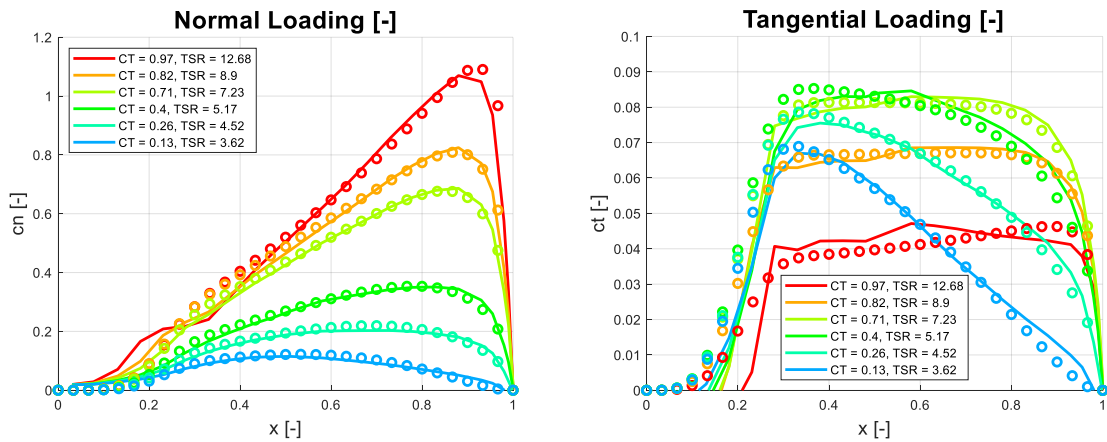 Normal Loading [-]
1.2
1
0.8
0.6
0.4
0.2
0
cn [-]
CT = 0.97, TSR = 12.68
CT = 0.82, TSR = 8.9
CT = 0.71, TSR = 7.23
CT = 0.4, TSR = 5.17
CT = 0.26, TSR = 4.52
CT = 0.13, TSR = 3.62
0 0.2 0.4 0.6 0.8 1
x [-]
Tangential Loading [-]
0.1
0.09
0.08
0.07
0.06
0.05
0.04
0.03
0.02
0.01
0
ct [-]
CT = 0.97, TSR = 12.68
CT = 0.82, TSR = 8.9
CT = 0.71, TSR = 7.23
CT = 0.4, TSR = 5.17
CT = 0.26, TSR = 4.52
CT = 0.13, TSR = 3.62
0 0.2 0.4 0.6 0.8 1
x [-]